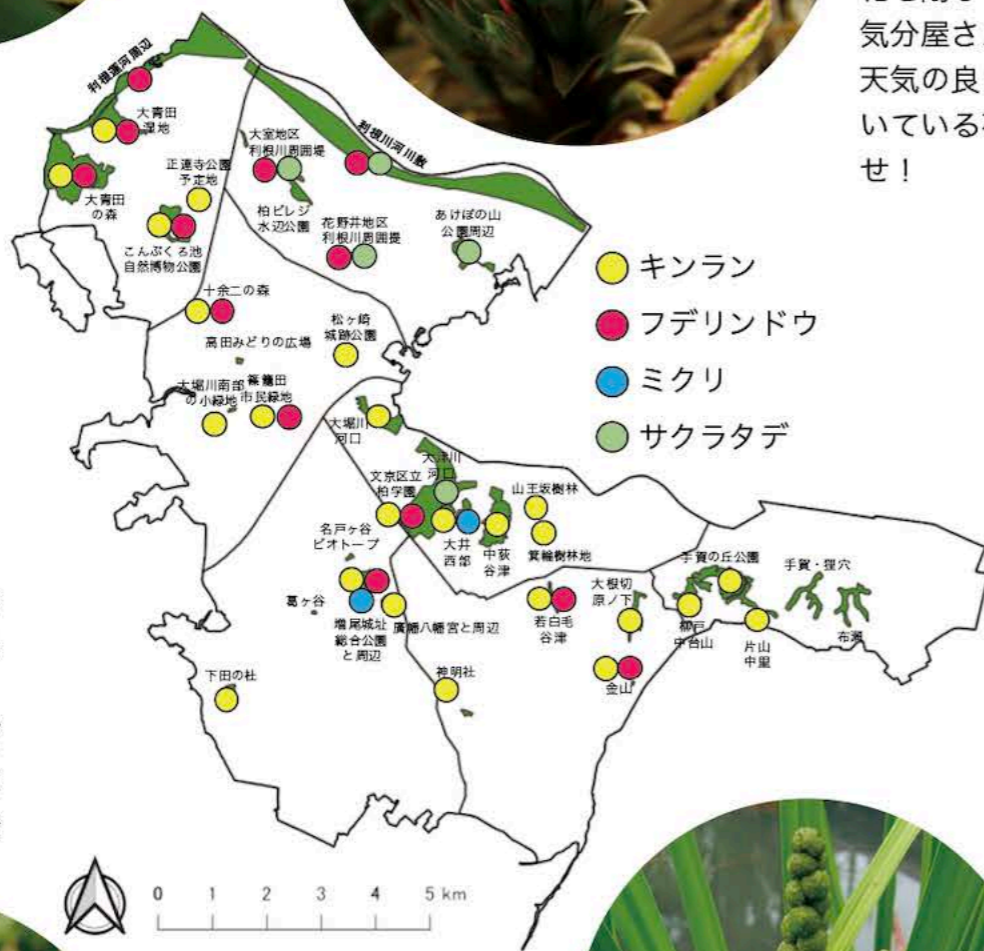 気分屋さ
天気の良
いている
せ！
利根運河周辺
大青田
湿地
大青田
の森
正連寺公園
予定地
こんぶくろ池
自然博物公園
大室地区
利根川周囲堤
柏ビレジ
水辺公園
利根川河川敷
花野井地区
利根川周囲提
あけぼの山
公園周辺
キンラン
フデリンドウ
ミクリ
サクラタデ
十余二の森
高田みどりの広場
松ヶ崎
城跡公園
大堀川南部
の小緑地
篠籠田
市民緑地
大堀川
河口
大津川
河口
文京区立
柏学園
山王坂樹林
名戸ヶ谷
ビオトープ
大井
西部
中萩
谷津
箕輪樹林地
手賀の丘公園
手賀・狸穴
葛ヶ谷
増尾城址
総合公園
と周辺
廣幡八幡宮と周辺
若白毛
谷津
大根切
原ノ下
柳戸
中台山
片山
中里
布瀬
下田の杜
神明社
金山
0 1 2 3 4 5 km